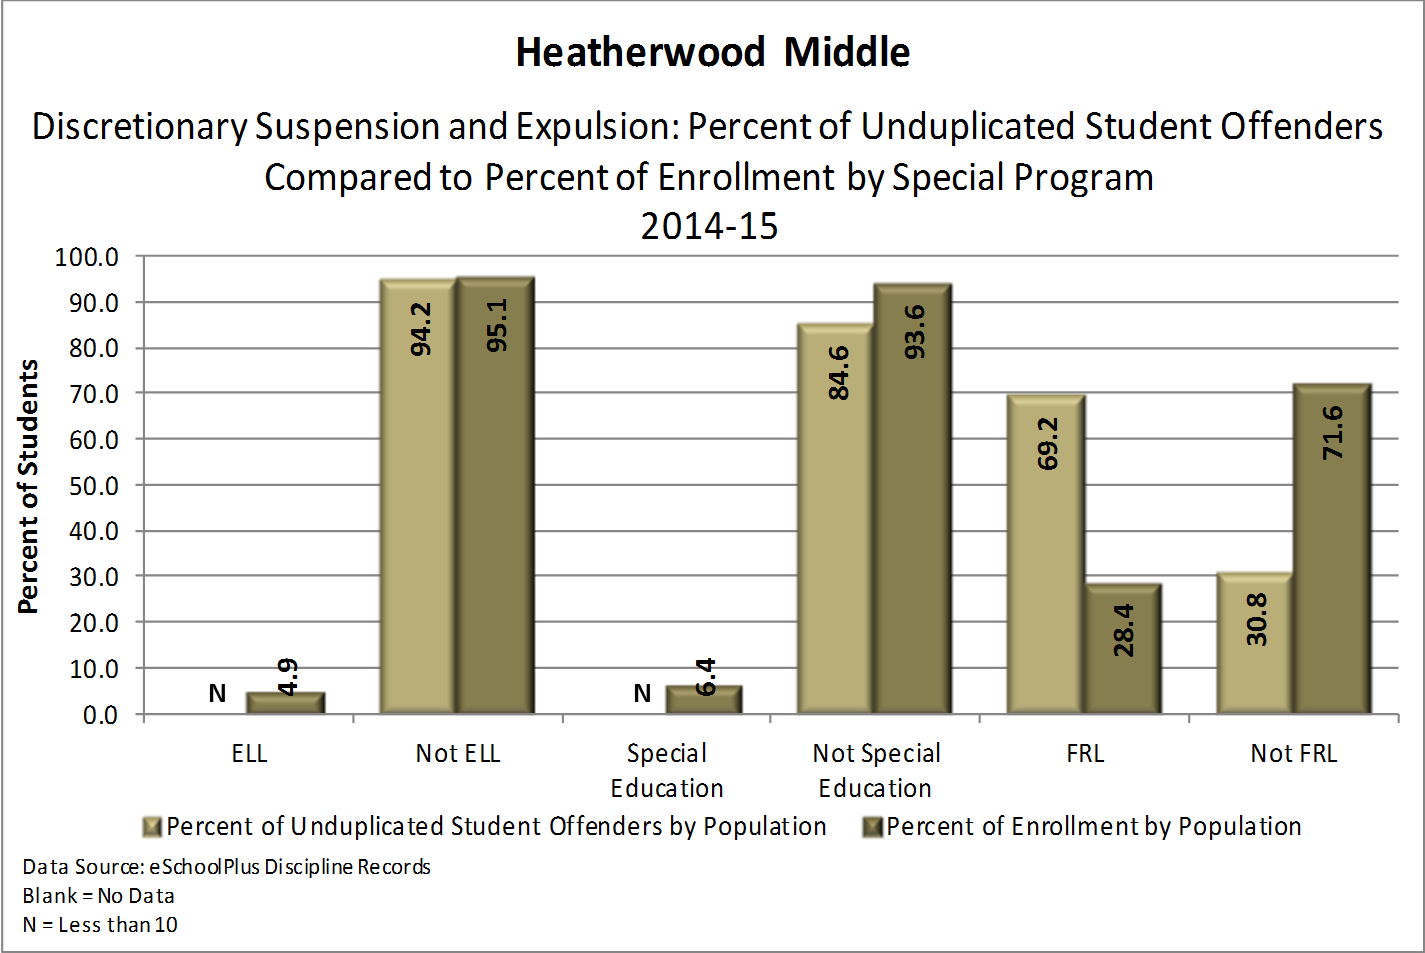 Heatherwood Middle
Discretionary Suspension and Expulsion: Percent of Unduplicated Student Offenders
Compared to Percent of Enrollment by Special Program
2014-15
Percent of Students
100.0
90.0
80.0
70.0
60.0
50.0
40.0
30.0
20.0
10.0
0.0
N
4.9
94.2
95.1
N
6.4
84.6
93.6
69.2
28.4
30.8
71.6
ELL
Not ELL
Special
Education
Not Special
Education
FRL
Not FRL
Percent of Unduplicated Student Offenders by Population
Percent of Enrollment by Population
Data Source: eSchoolPlus Discipline Records
Blank = No Data
N = Less than 10